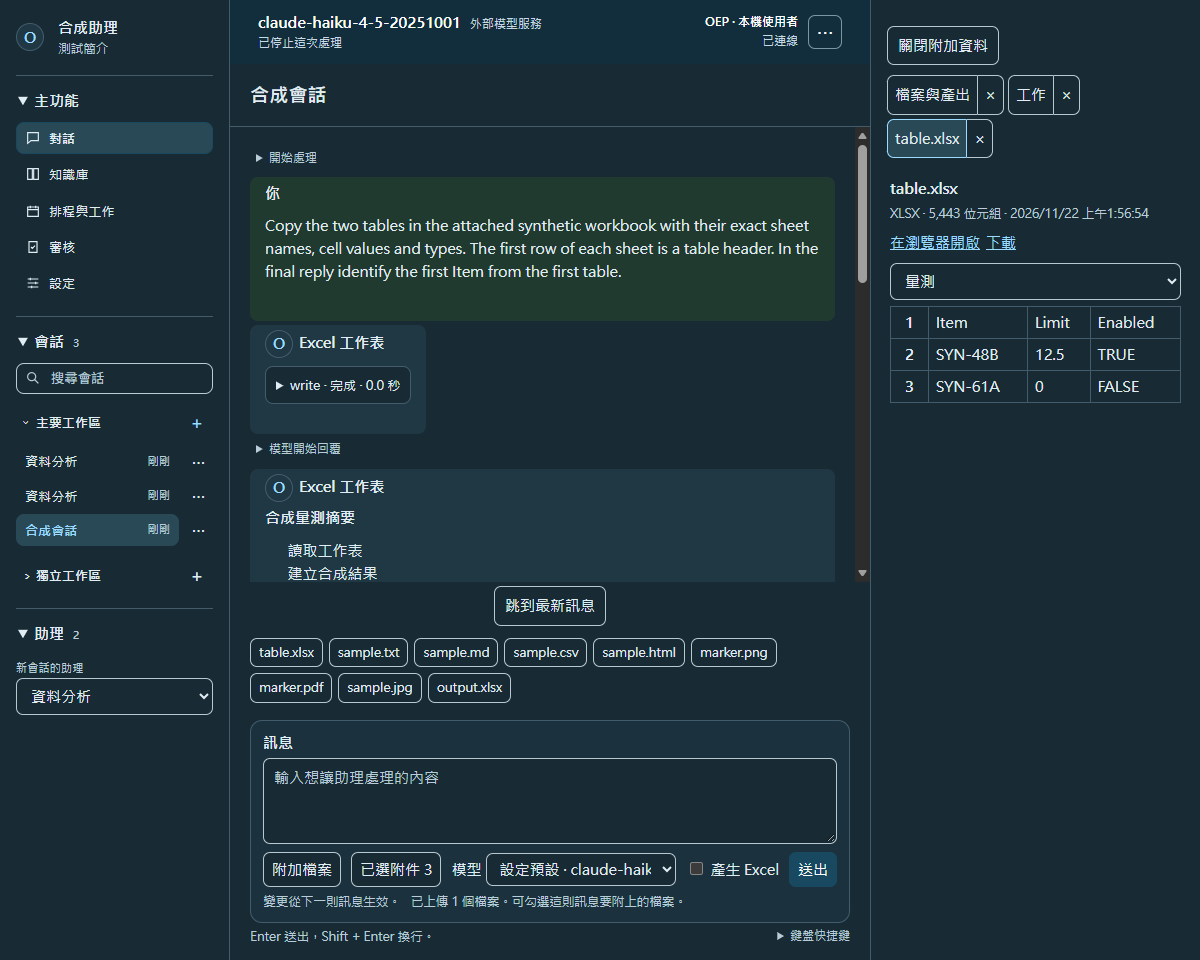 O
合成助理
測試簡介
▼ 主功能
對話
知識庫
排程與工作
審核
設定
▼ 會話 3
搜尋會話
主要工作區 +
資料分析 剛剛 …
資料分析 剛剛 …
合成會話 剛剛 …
獨立工作區 +
▼ 助理 2
新會話的助理
資料分析
claude-haiku-4-5-20251001 外部模型服務
已停止這次處理
OEP · 本機使用者
已連線
…
合成會話
▶ 開始處理
你
Copy the two tables in the attached synthetic workbook with their exact sheet
names, cell values and types. The first row of each sheet is a table header. In the
final reply identify the first Item from the first table.
O Excel 工作表
▶ write · 完成 · 0.0 秒
▶ 模型開始回覆
O Excel 工作表
合成量測摘要
讀取工作表
建立合成結果
跳到最新訊息
table.xlsx sample.txt sample.md sample.csv sample.html marker.png
marker.pdf sample.jpg output.xlsx
訊息
輸入想讓助理處理的內容
附加檔案 已選附件 3 模型 設定預設 · claude-haik 產生 Excel 送出
變更從下一則訊息生效。 已上傳 1 個檔案。可勾選這則訊息要附上的檔案。
Enter 送出，Shift + Enter 換行。 ▶ 鍵盤快捷鍵
關閉附加資料
檔案與產出 × 工作 ×
table.xlsx ×
table.xlsx
XLSX · 5,443 位元組 · 2026/11/22 上午1:56:54
在瀏覽器開啟 下載
量測
1 Item Limit Enabled
2 SYN-48B 12.5 TRUE
3 SYN-61A 0 FALSE